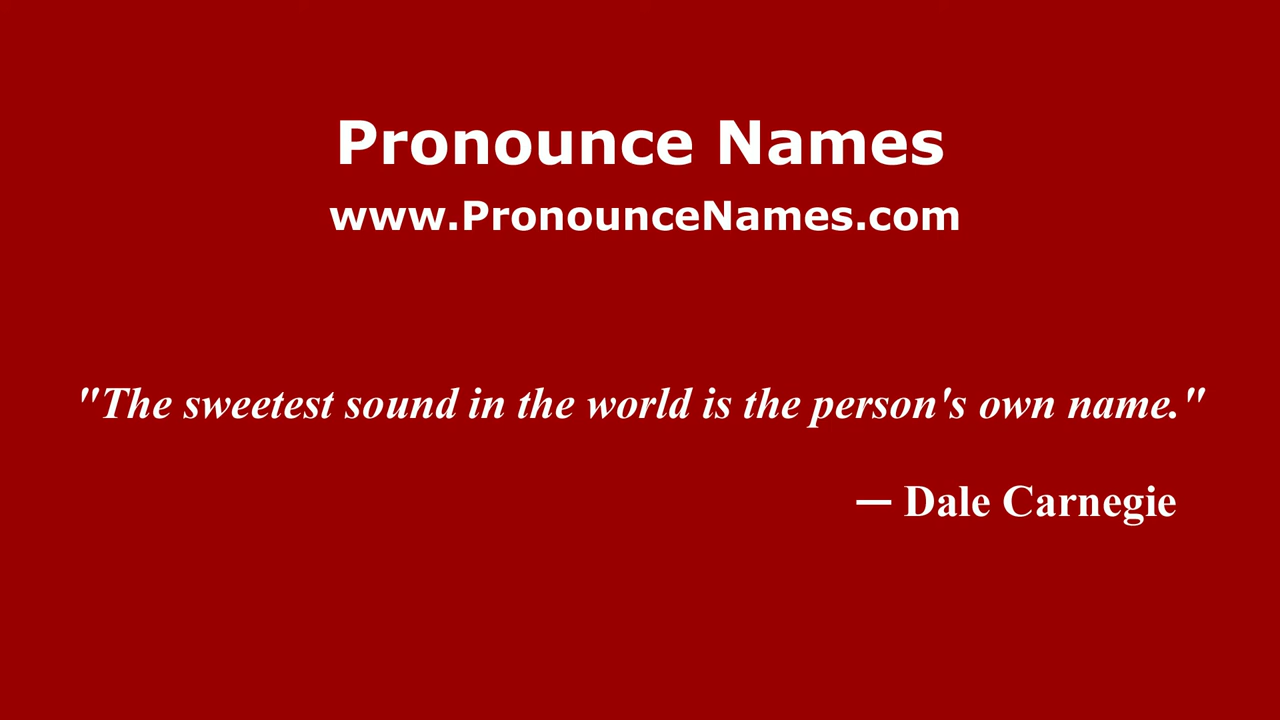 Pronounce Names
www.PronounceNames.com
"The sweetest sound in the world is the person's own name."
— Dale Carnegie